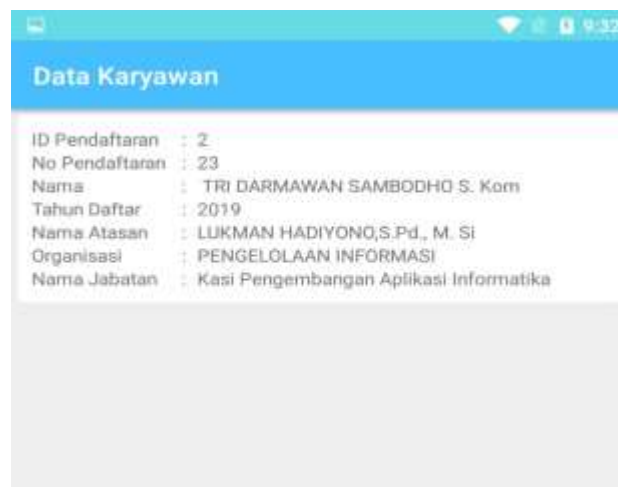 9:32
Data Karyawan
ID Pendaftaran : 2
No Pendaftaran : 23
Nama : TRI DARMAWAN SAMBODHO S. Kom
Tahun Daftar : 2019
Nama Atasan : LUKMAN HADIYONO,S.Pd., M. Si
Organisasi : PENGELOLAAN INFORMASI
Nama Jabatan : Kasi Pengembangan Aplikasi Informatika